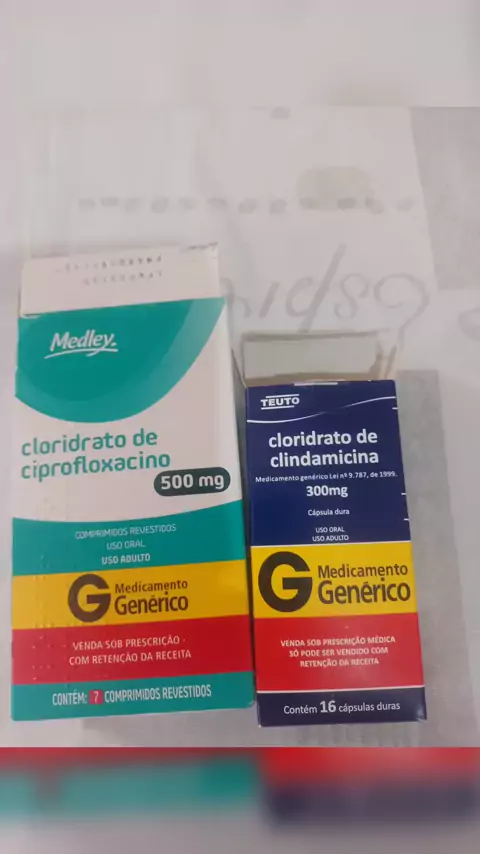 Medley.
cloridrato de
ciprofloxacino
500 mg
COMPRIMIDOS REVESTIDOS
USO ORAL
USO ADULTO
G Medicamento
Genérico
VENDA SOB PRESCRIÇÃO
COM RETENÇÃO DA RECEITA
CONTÉM: 7 COMPRIMIDOS REVESTIDOS
TEUTO
cloridrato de
clindamicina
Medicamento genérico Lei nº 9.787, de 1999.
300mg
Cápsula dura
USO ORAL
USO ADULTO
G Medicamento
Genérico
VENDA SOB PRESCRIÇÃO MÉDICA
SÓ PODE SER VENDIDO COM
RETENÇÃO DA RECEITA
Contém 16 cápsulas duras